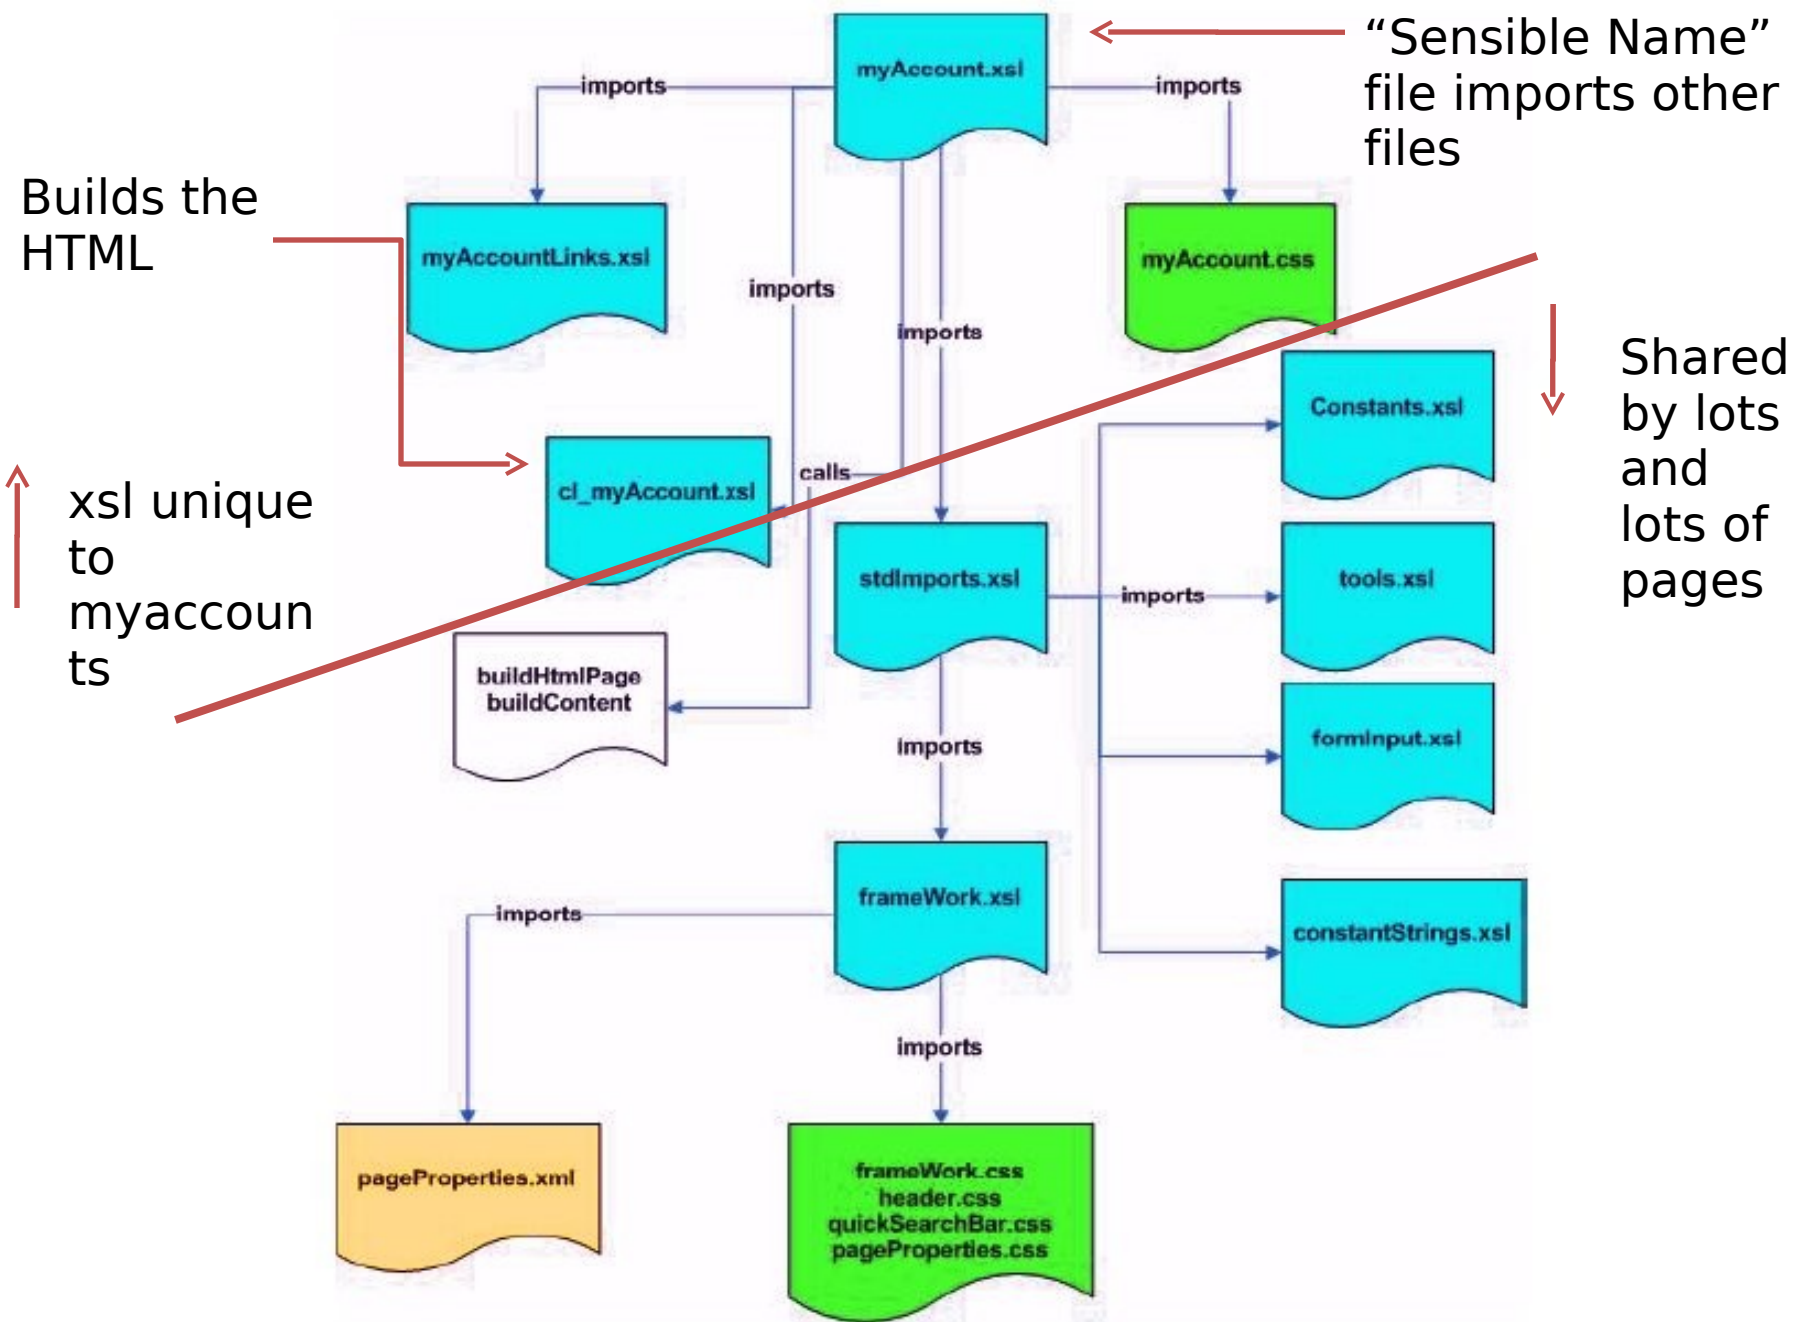 “Sensible Name”
file imports other
files
myAccount.xsl
imports
imports
Builds the
HTML
myAccountLinks.xsl
myAccount.css
imports
imports
Shared
by lots
and
lots of
pages
Constants.xsl
calls
cl_myAccount.xsl
xsl unique
to
myaccoun
ts
stdImports.xsl
imports
tools.xsl
buildHtmlPage
buildContent
imports
formInput.xsl
frameWork.xsl
imports
constantStrings.xsl
imports
pageProperties.xml
frameWork.css
header.css
quickSearchBar.css
pageProperties.css